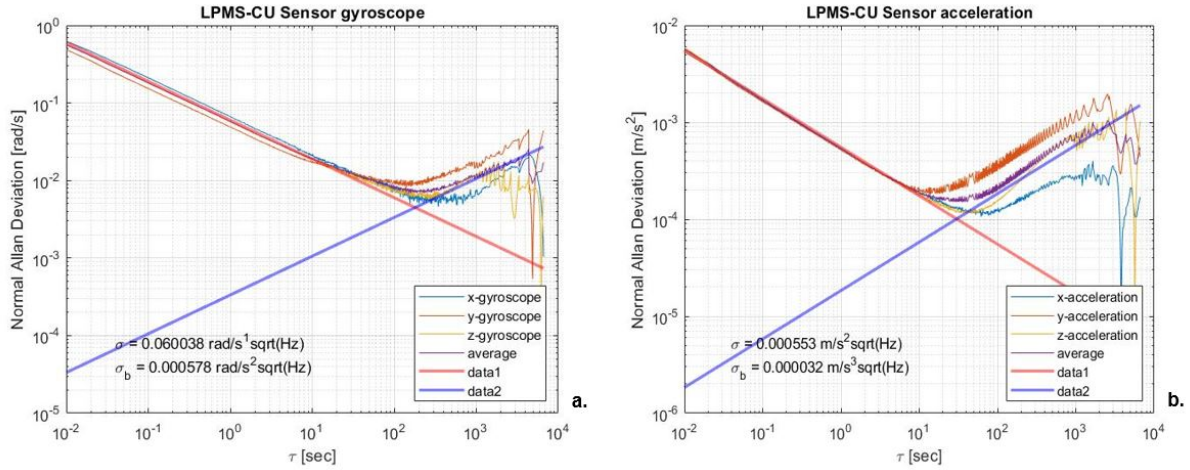 LPMS-CU Sensor gyroscope
Normal Allan Deviation [rad/s]
10^0
10^-1
10^-2
10^-3
10^-4
10^-5
σ = 0.060038 rad/s^1sqrt(Hz)
σ_b = 0.000578 rad/s^2sqrt(Hz)
x-gyroscope
y-gyroscope
z-gyroscope
average
data1
data2
10^-2 10^-1 10^0 10^1 10^2 10^3 10^4
τ [sec]
a.
LPMS-CU Sensor acceleration
Normal Allan Deviation [m/s^2]
10^-2
10^-3
10^-4
10^-5
10^-6
σ = 0.000553 m/s^2sqrt(Hz)
σ_b = 0.000032 m/s^3sqrt(Hz)
x-acceleration
y-acceleration
z-acceleration
average
data1
data2
10^-2 10^-1 10^0 10^1 10^2 10^3 10^4
τ [sec]
b.